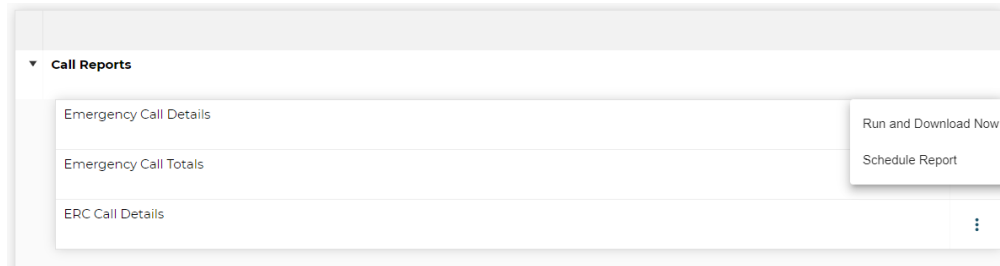 Call Reports
Emergency Call Details
Run and Download Now
Emergency Call Totals
Schedule Report
ERC Call Details